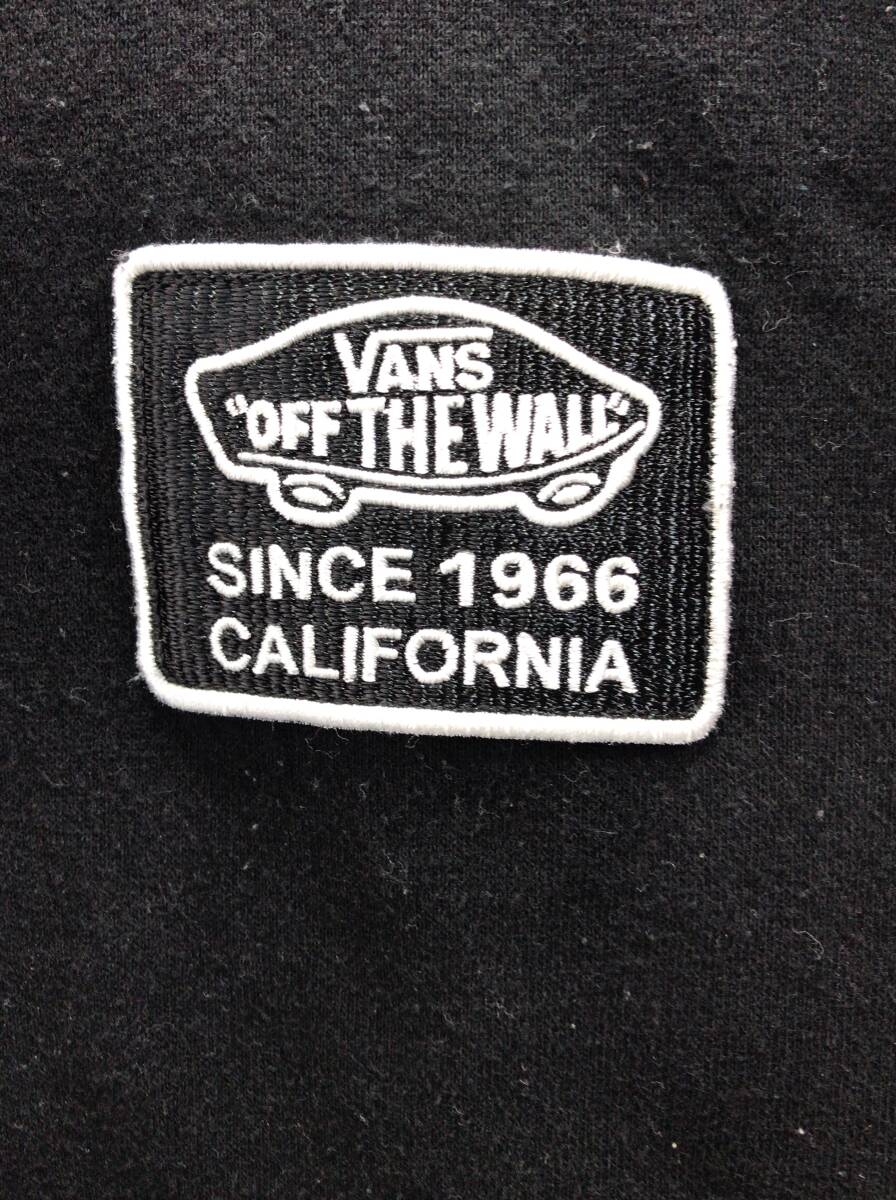 VANS
"OFF THE WALL"
SINCE 1966
CALIFORNIA